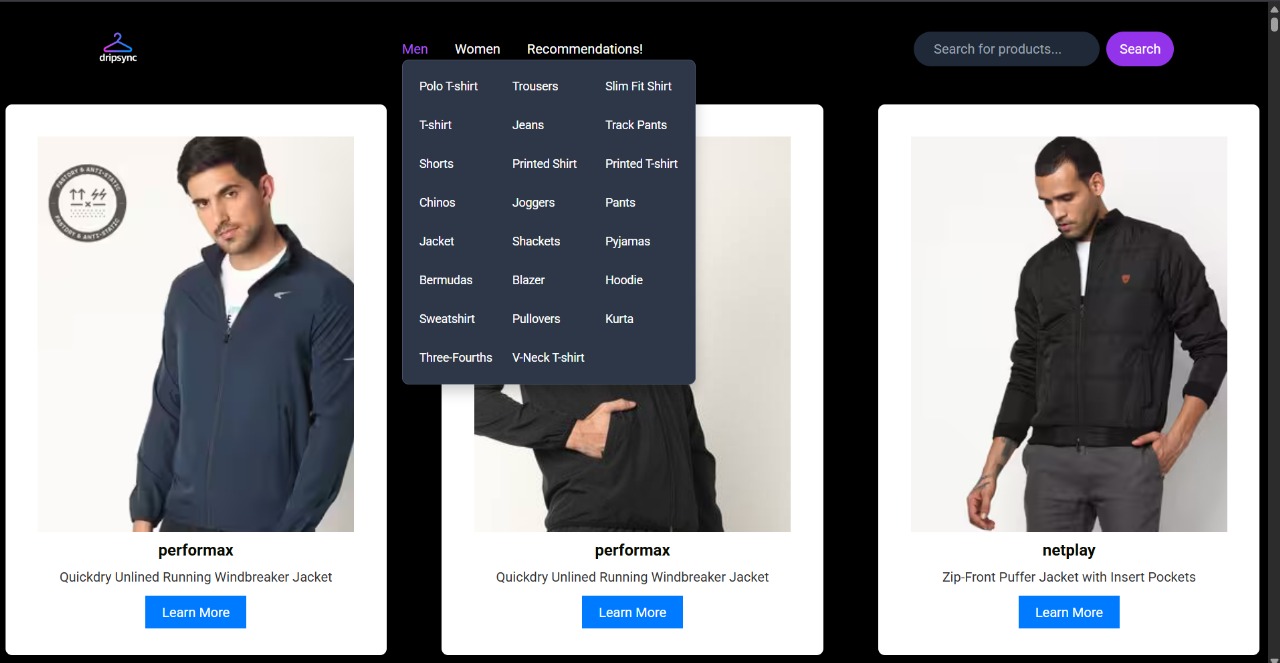 dripsync
Men Women Recommendations!
Search for products...
Search
Polo T-shirt Trousers Slim Fit Shirt
T-shirt Jeans Track Pants
Shorts Printed Shirt Printed T-shirt
Chinos Joggers Pants
Jacket Shackets Pyjamas
Bermudas Blazer Hoodie
Sweatshirt Pullovers Kurta
Three-Fourths V-Neck T-shirt
FACTORY & ANTI-STATIC
FACTORY & ANTI-STATIC
performax
Quickdry Unlined Running Windbreaker Jacket
Learn More
performax
Quickdry Unlined Running Windbreaker Jacket
Learn More
netplay
Zip-Front Puffer Jacket with Insert Pockets
Learn More